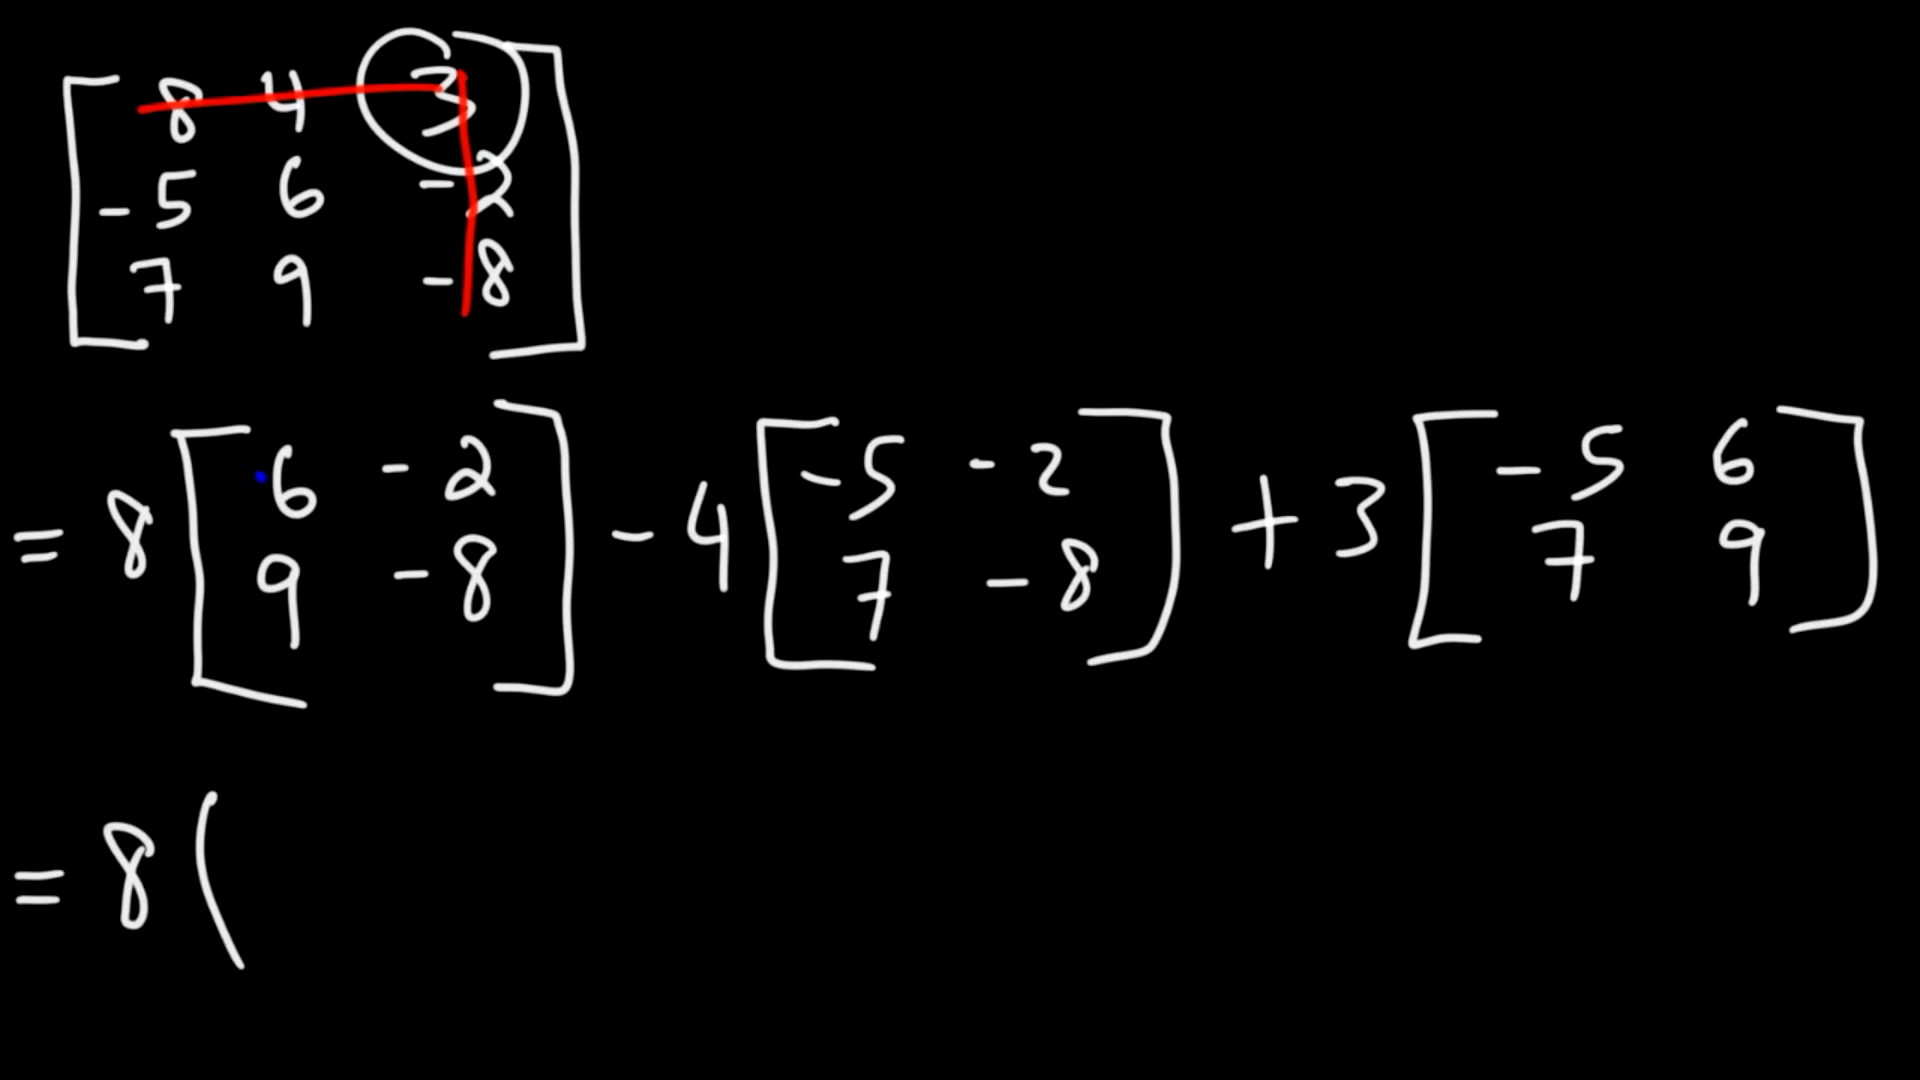 [ 8 4 3 ]
[ -5 6 -2 ]
[ 7 9 -8 ]
= 8 [ 6 -2 ] - 4 [ -5 -2 ] + 3 [ -5 6 ]
[ 9 -8 ] [ 7 -8 ] [ 7 9 ]
= 8 (